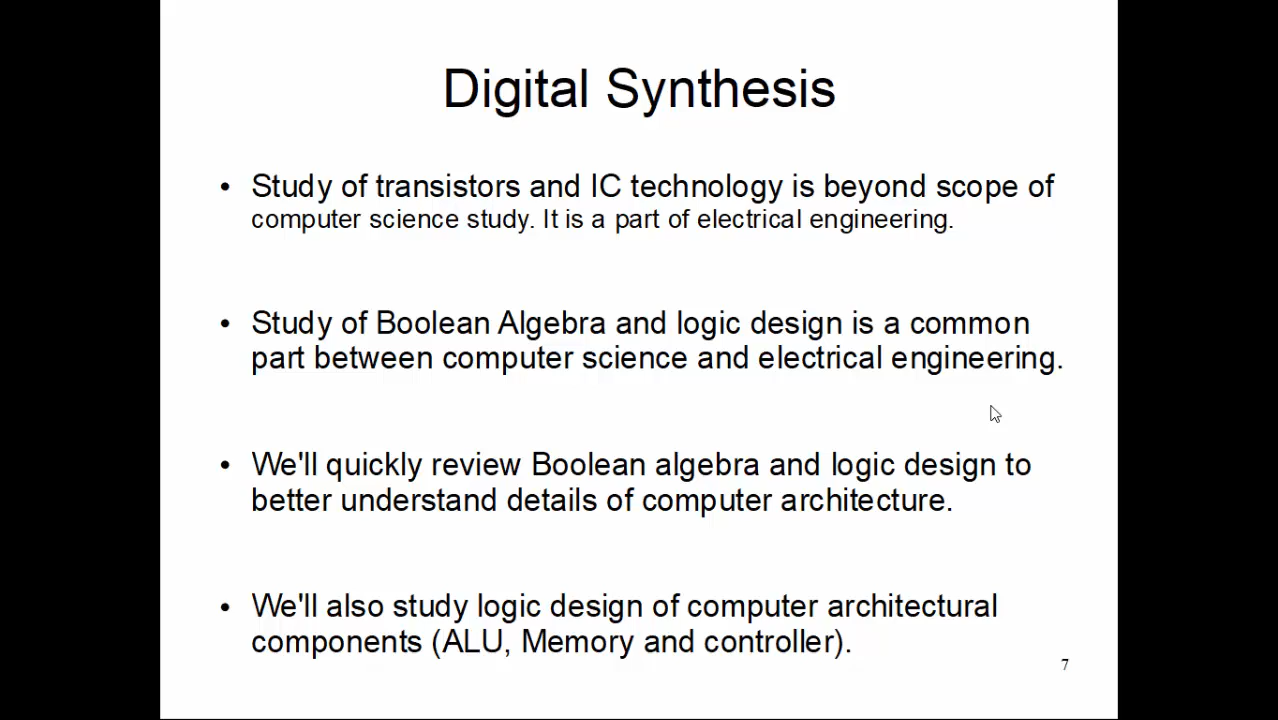 Digital Synthesis
• Study of transistors and IC technology is beyond scope of
computer science study. It is a part of electrical engineering.
• Study of Boolean Algebra and logic design is a common
part between computer science and electrical engineering.
• We'll quickly review Boolean algebra and logic design to
better understand details of computer architecture.
• We'll also study logic design of computer architectural
components (ALU, Memory and controller).
7